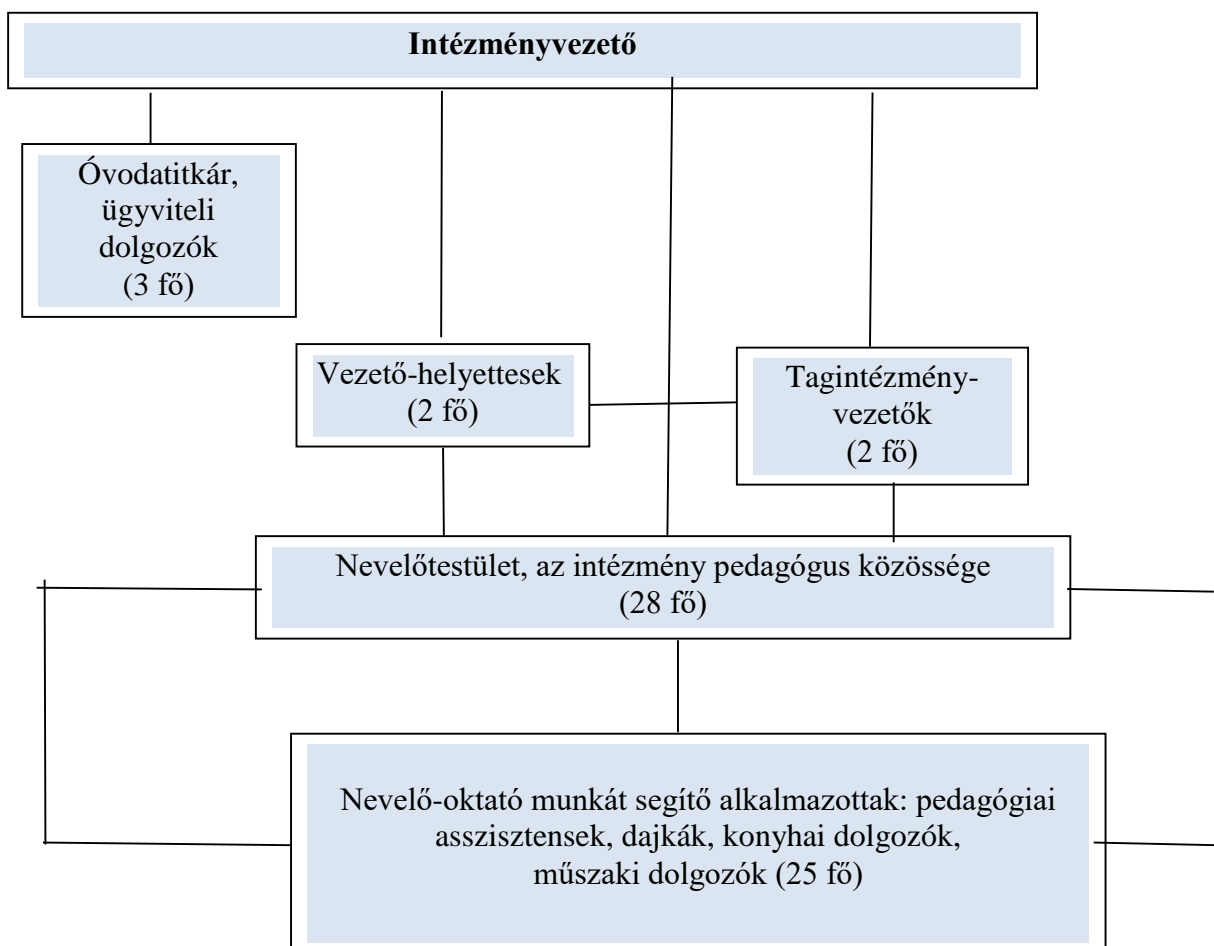 Intézményvezető
Óvodatitkár,
ügyviteli
dolgozók
(3 fő)
Vezető-helyettesek
(2 fő)
Tagintézmény-
vezetők
(2 fő)
Nevelőtestület, az intézmény pedagógus közössége
(28 fő)
Nevelő-oktató munkát segítő alkalmazottak: pedagógiai
asszisztensek, dajkák, konyhai dolgozók,
műszaki dolgozók (25 fő)